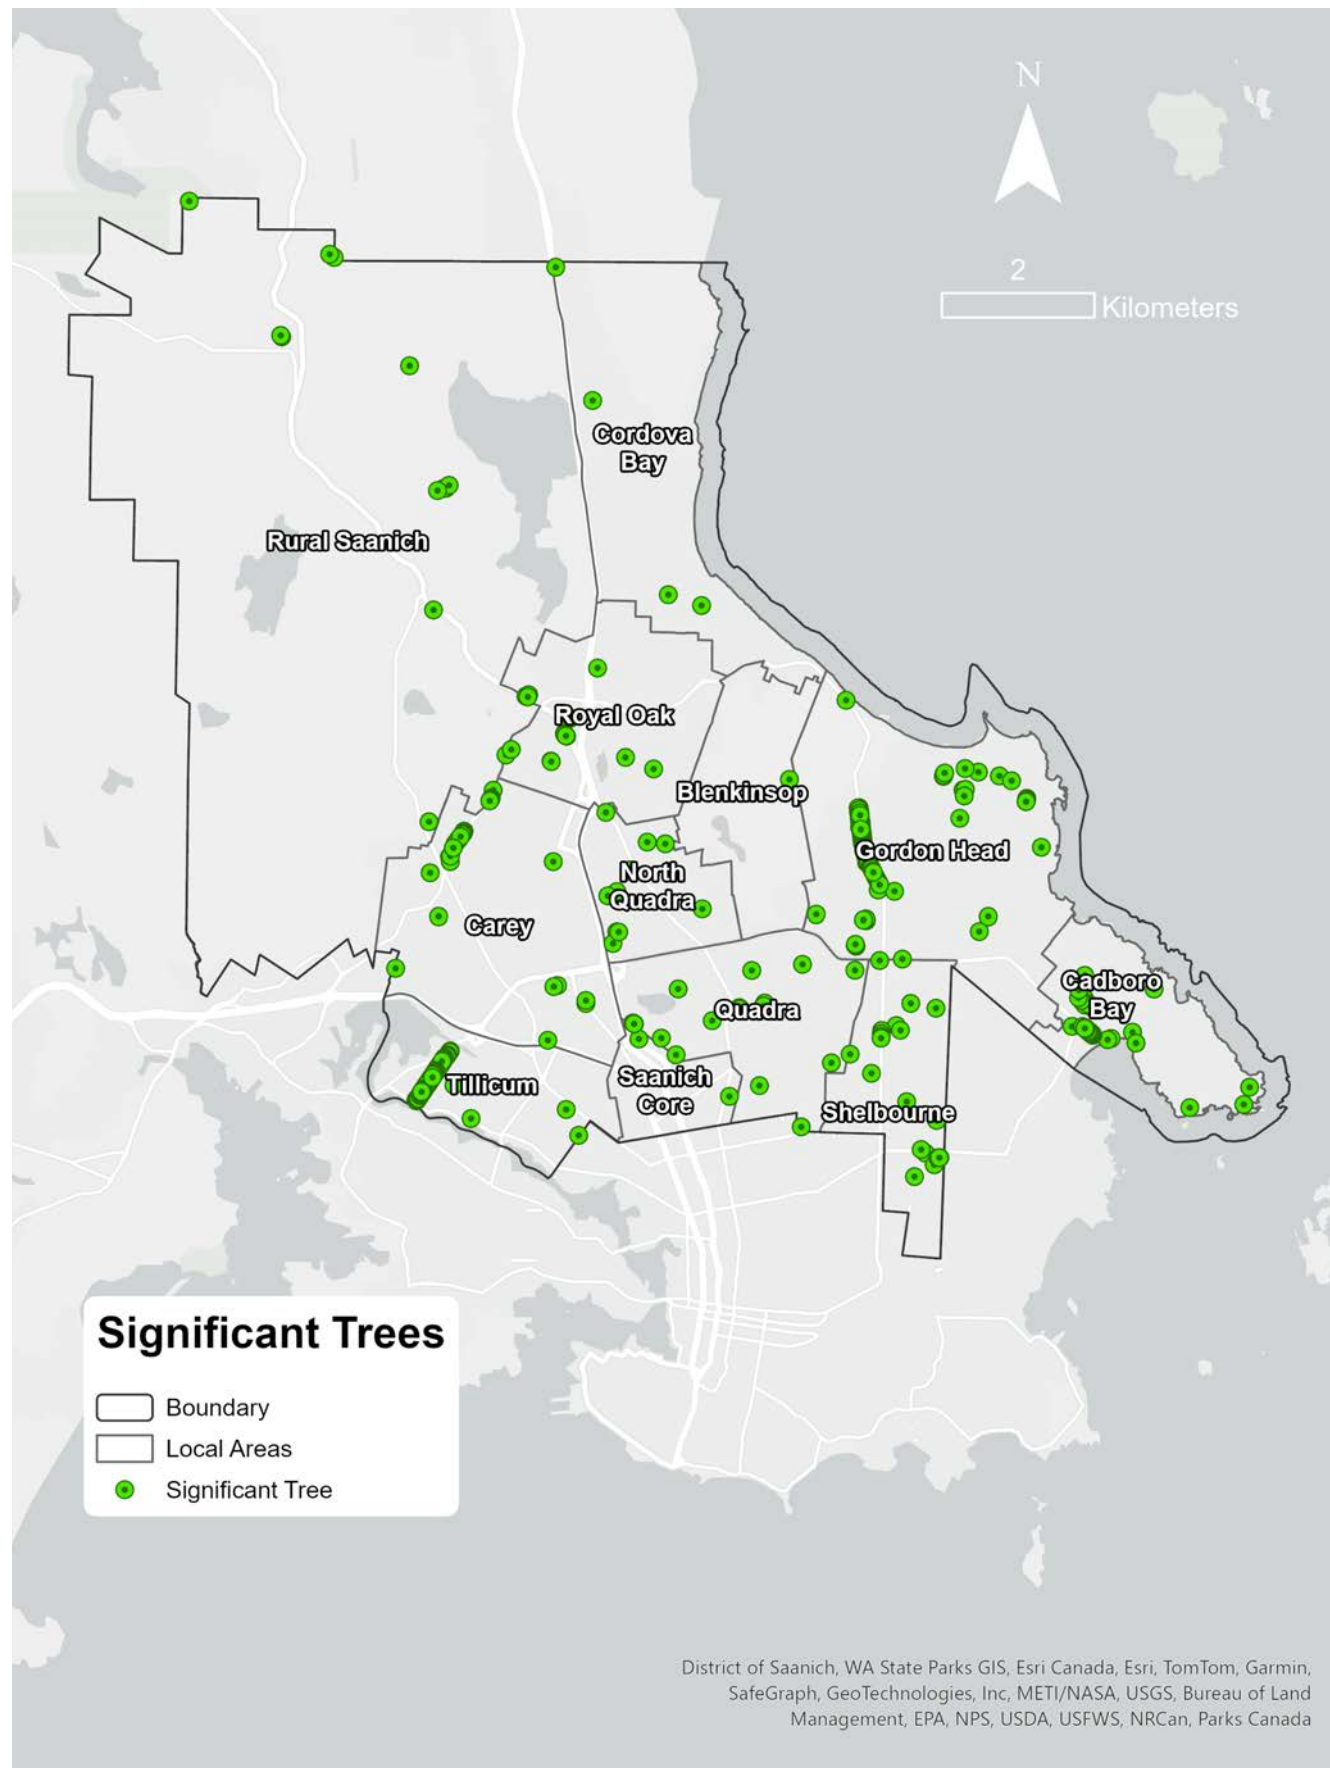 N
2
Kilometers
Cordova
Bay
Rural Saanich
Royal Oak
Blenkinsop
Gordon Head
North
Quadra
Carey
Cadboro
Bay
Quadra
Saanich
Core
Tillicum
Shelbourne
Significant Trees
Boundary
Local Areas
Significant Tree
District of Saanich, WA State Parks GIS, Esri Canada, Esri, TomTom, Garmin,
SafeGraph, GeoTechnologies, Inc, METI/NASA, USGS, Bureau of Land
Management, EPA, NPS, USDA, USFWS, NRCan, Parks Canada